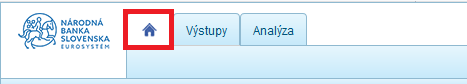 NÁRODNÁ
BANKA
SLOVENSKA
EUROSYSTÉM
Výstupy
Analýza